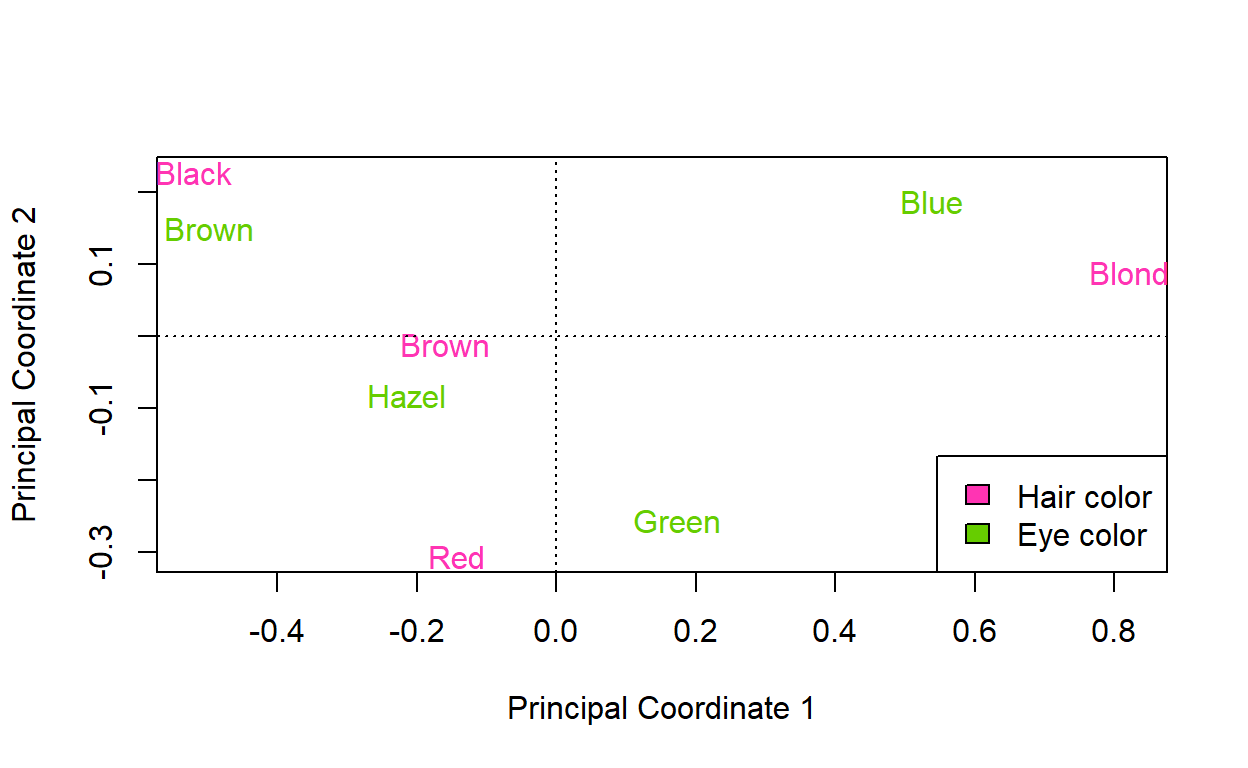 Black
Blue
Brown
Blond
Brown
Hazel
Green
Red
Hair color
Eye color
0.1
-0.1
-0.3
Principal Coordinate 2
-0.4 -0.2 0.0 0.2 0.4 0.6 0.8
Principal Coordinate 1